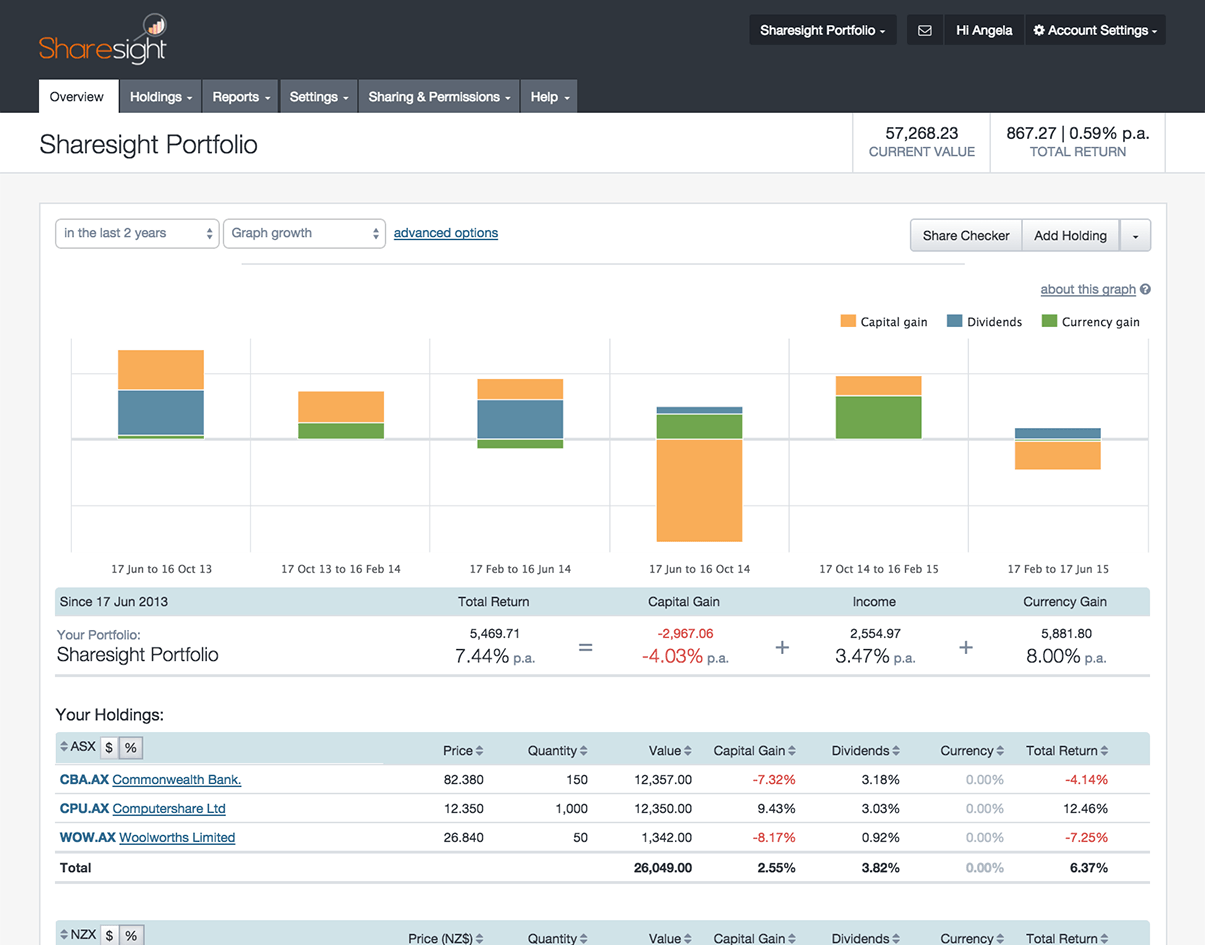 Sharesight
Sharesight Portfolio Hi Angela Account Settings
Overview Holdings Reports Settings Sharing & Permissions Help
Sharesight Portfolio
57,268.23 867.27 | 0.59% p.a.
CURRENT VALUE TOTAL RETURN
in the last 2 years Graph growth advanced options Share Checker Add Holding
about this graph ?
Capital gain Dividends Currency gain
17 Jun to 16 Oct 13 17 Oct 13 to 16 Feb 14 17 Feb to 16 Jun 14 17 Jun to 16 Oct 14 17 Oct 14 to 16 Feb 15 17 Feb to 17 Jun 15
Since 17 Jun 2013 Total Return Capital Gain Income Currency Gain
Your Portfolio: 5,469.71 -2,967.06 2,554.97 5,881.80
Sharesight Portfolio 7.44% p.a. = -4.03% p.a. + 3.47% p.a. + 8.00% p.a.
Your Holdings:
ASX $ % Price Quantity Value Capital Gain Dividends Currency Total Return
CBA.AX Commonwealth Bank. 82.380 150 12,357.00 -7.32% 3.18% 0.00% -4.14%
CPU.AX Computershare Ltd 12.350 1,000 12,350.00 9.43% 3.03% 0.00% 12.46%
WOW.AX Woolworths Limited 26.840 50 1,342.00 -8.17% 0.92% 0.00% -7.25%
Total 26,049.00 2.55% 3.82% 0.00% 6.37%
NZX $ % Price (NZ$) Quantity Value Capital Gain Dividends Currency Total Return